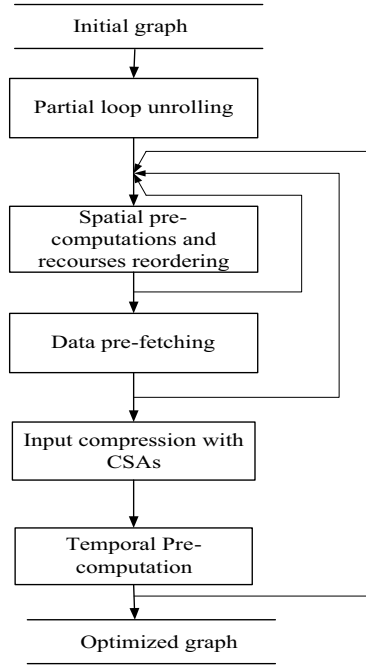 Initial graph
Partial loop unrolling
Spatial pre-
computations and
recourses reordering
Data pre-fetching
Input compression with
CSAs
Temporal Pre-
computation
Optimized graph